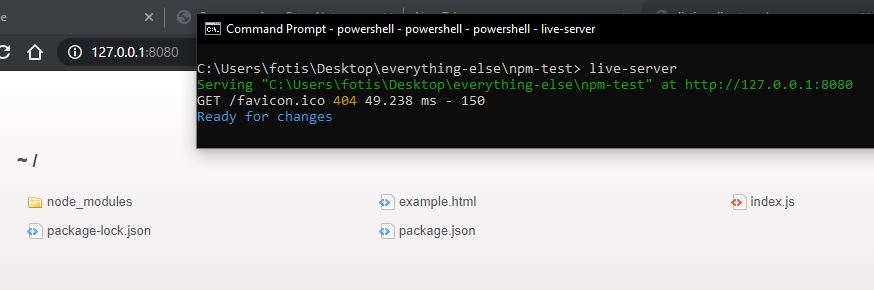 Command Prompt - powershell - powershell - powershell - live-server
127.0.0.1:8080
C:\Users\fotis\Desktop\everything-else\npm-test> live-server
Serving "C:\Users\fotis\Desktop\everything-else\npm-test" at http://127.0.0.1:8080
GET /favicon.ico 404 49.238 ms - 150
Ready for changes
~ /
node_modules
example.html
index.js
package-lock.json
package.json